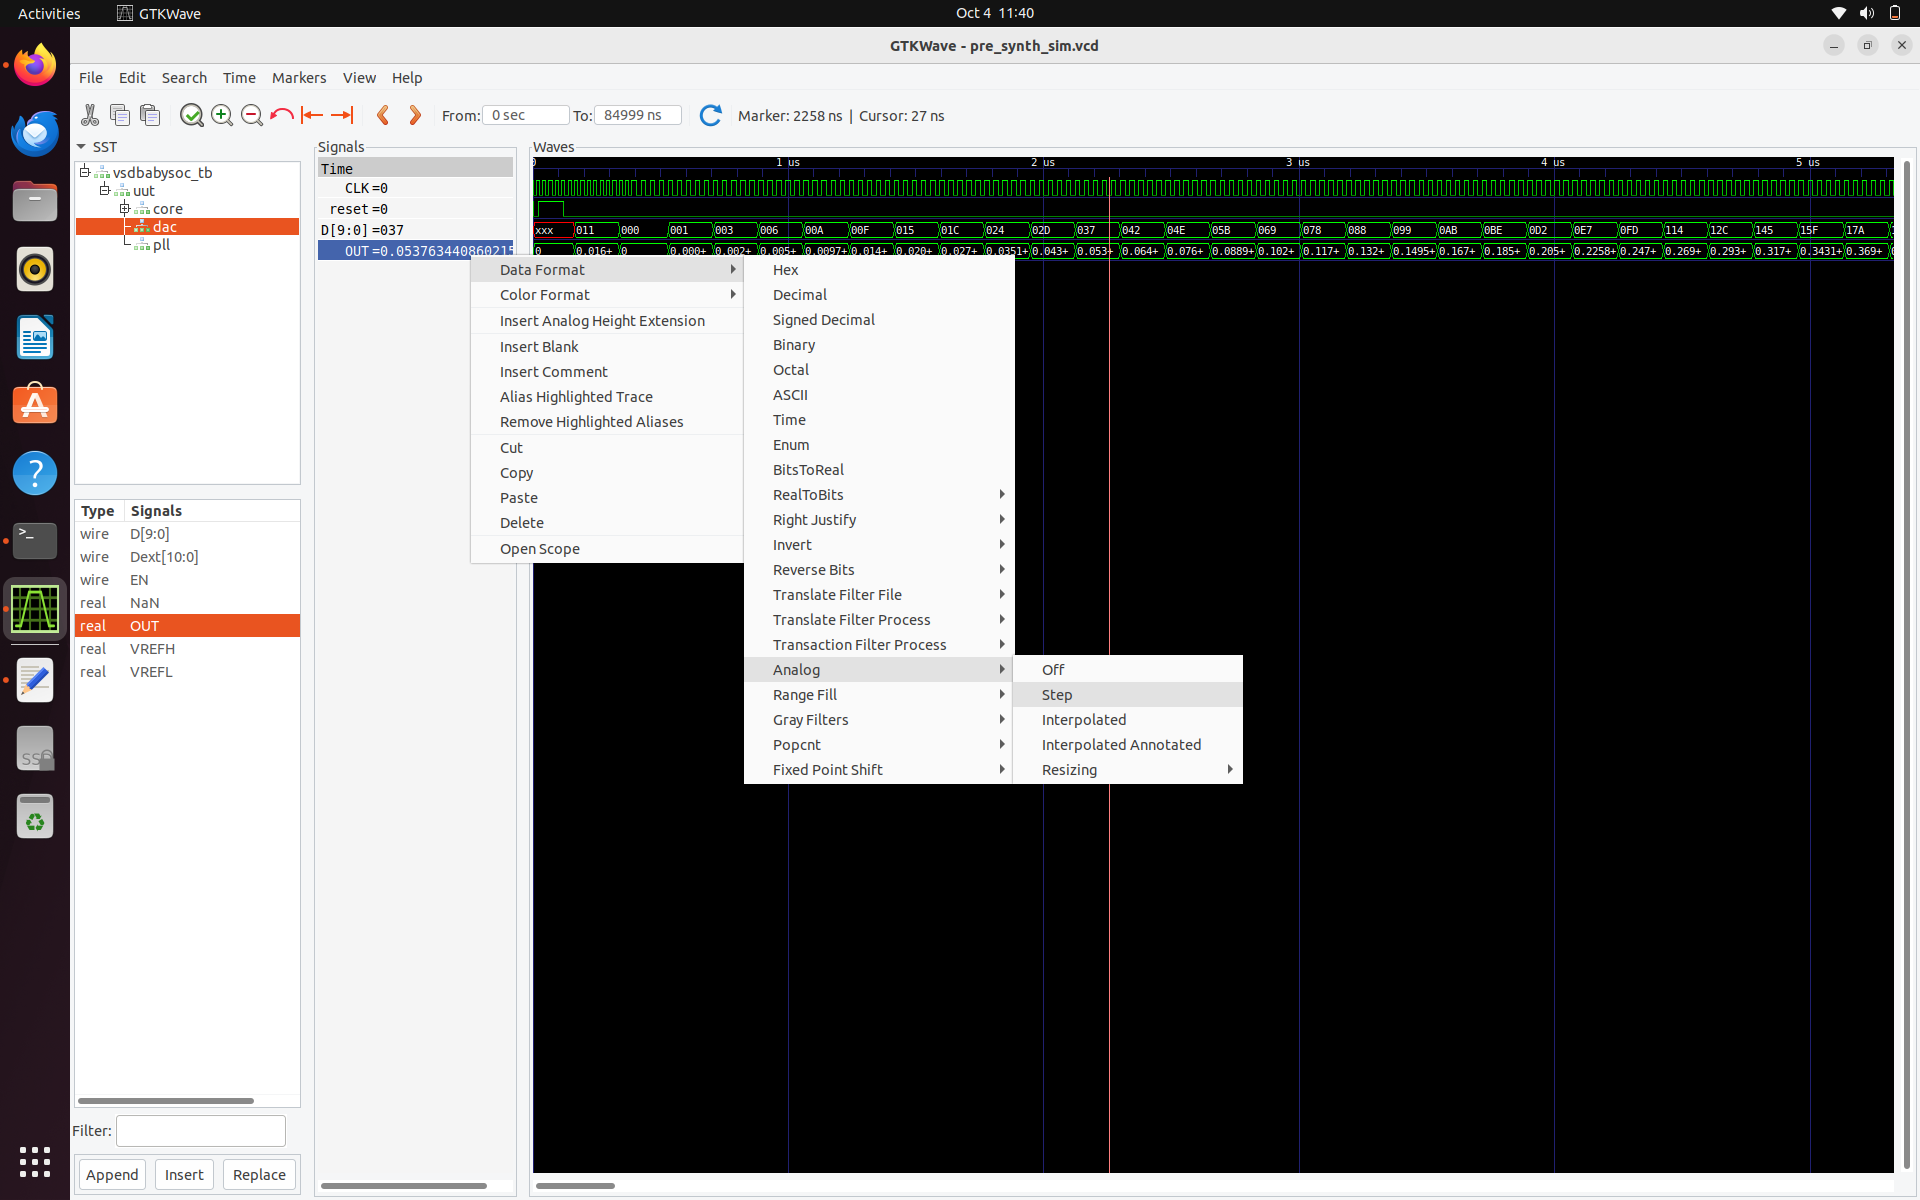 Activities
GTKWave
Oct 4 11:40
GTKWave - pre_synth_sim.vcd
File Edit Search Time Markers View Help
From: 0 sec To: 84999 ns Marker: 2258 ns | Cursor: 27 ns
SST
vsdbabysoc_tb
uut
core
dac
pll
Type Signals
wire D[9:0]
wire Dext[10:0]
wire EN
real NaN
real OUT
real VREFH
real VREFL
Filter:
Append Insert Replace
Signals
Time
CLK =0
reset =0
D[9:0] =037
OUT =0.053763440860215
Waves
0 1 us 2 us 3 us 4 us 5 us
xxx 011 000 001 003 006 00A 00F 015 01C 024 02D 037 042 04E 05B 069 078 088 099 0AB 0BE 0D2 0E7 0FD 114 12C 145 15F 17A
0 0.016+ 0 0.000+ 0.002+ 0.005+ 0.0097+ 0.014+ 0.020+ 0.027+ 0.0351+ 0.043+ 0.053+ 0.064+ 0.076+ 0.0889+ 0.102+ 0.117+ 0.132+ 0.1495+ 0.167+ 0.185+ 0.205+ 0.2258+ 0.247+ 0.269+ 0.293+ 0.317+ 0.3431+ 0.369+
Data Format
Color Format
Insert Analog Height Extension
Insert Blank
Insert Comment
Alias Highlighted Trace
Remove Highlighted Aliases
Cut
Copy
Paste
Delete
Open Scope
Hex
Decimal
Signed Decimal
Binary
Octal
ASCII
Time
Enum
BitsToReal
RealToBits
Right Justify
Invert
Reverse Bits
Translate Filter File
Translate Filter Process
Transaction Filter Process
Analog
Range Fill
Gray Filters
Popcnt
Fixed Point Shift
Off
Step
Interpolated
Interpolated Annotated
Resizing